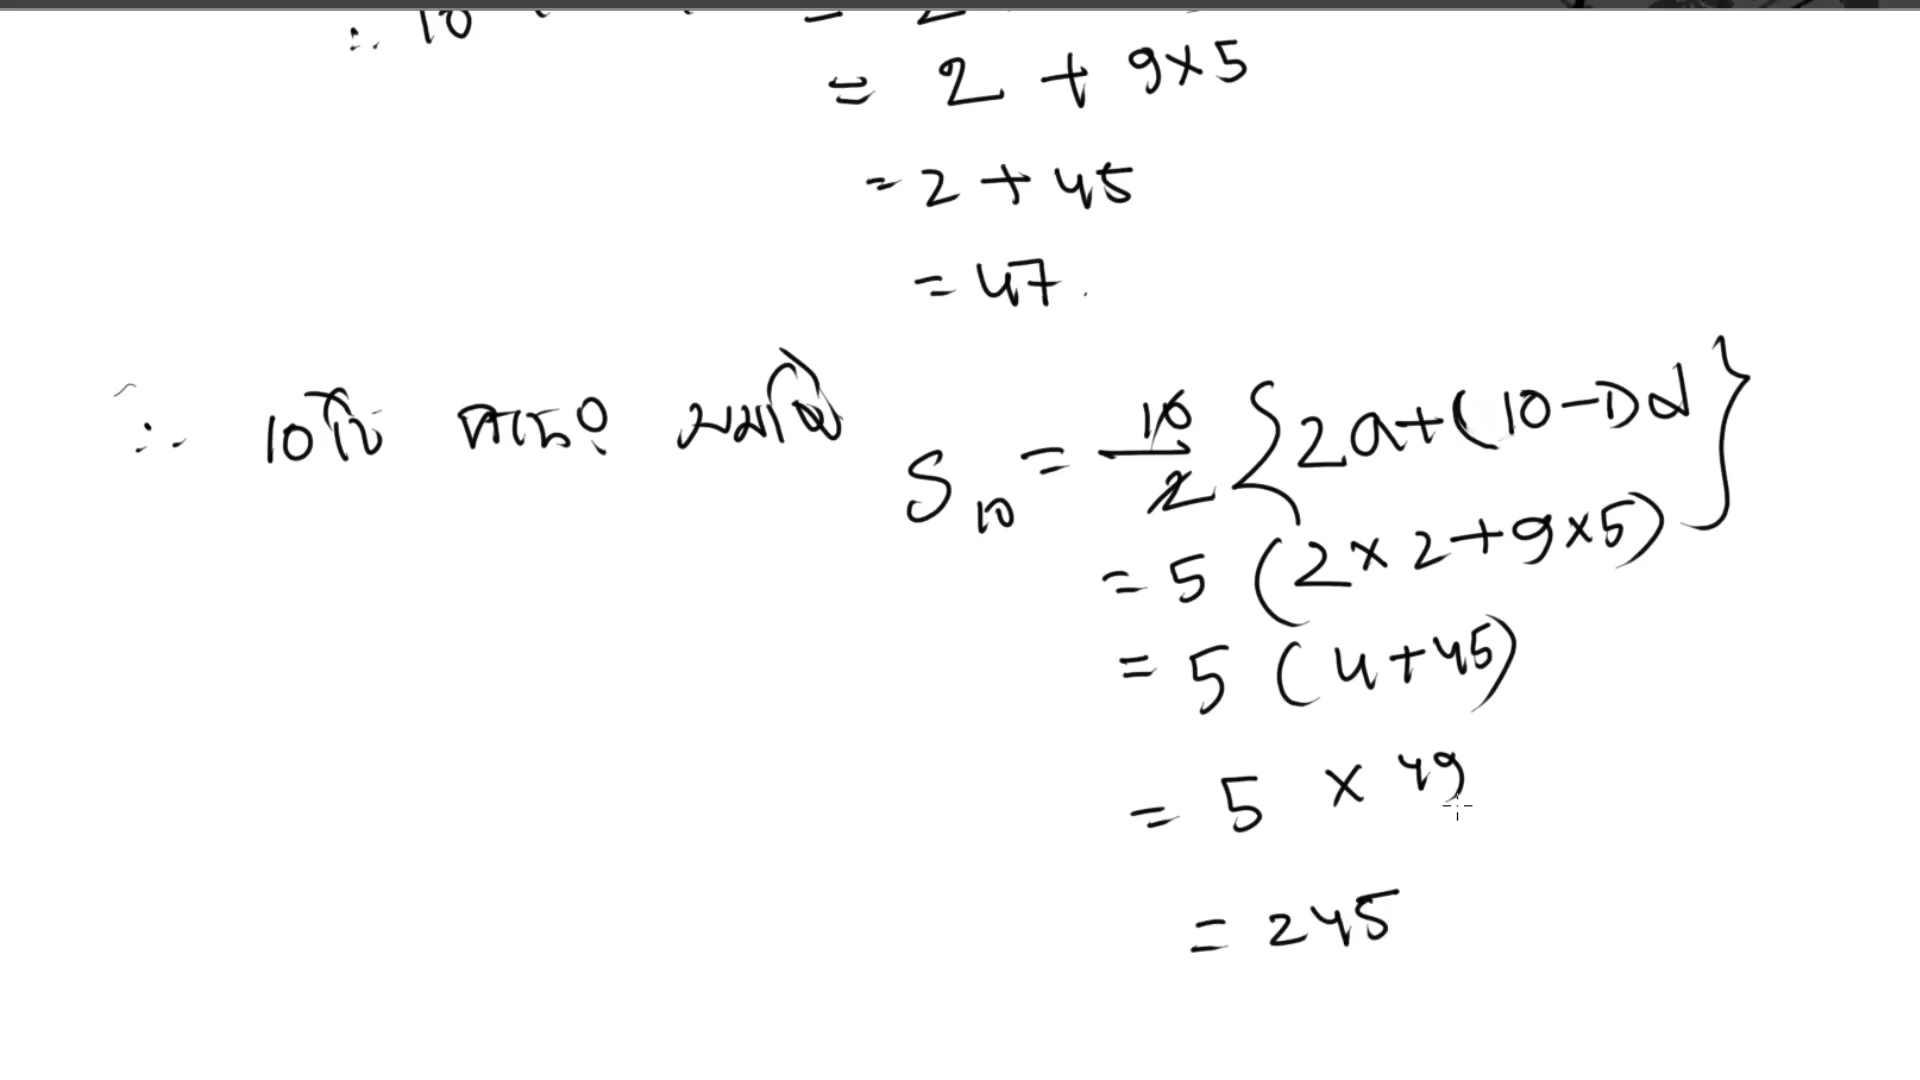 ∴ 10
= 2 + 9×5
= 2 + 45
= 47.
∴ 10টি পদের সমষ্টি S₁₀ = 10/2 {2a+(10-1)d}
= 5 (2×2+9×5)
= 5 (4+45)
= 5 × 49
= 245